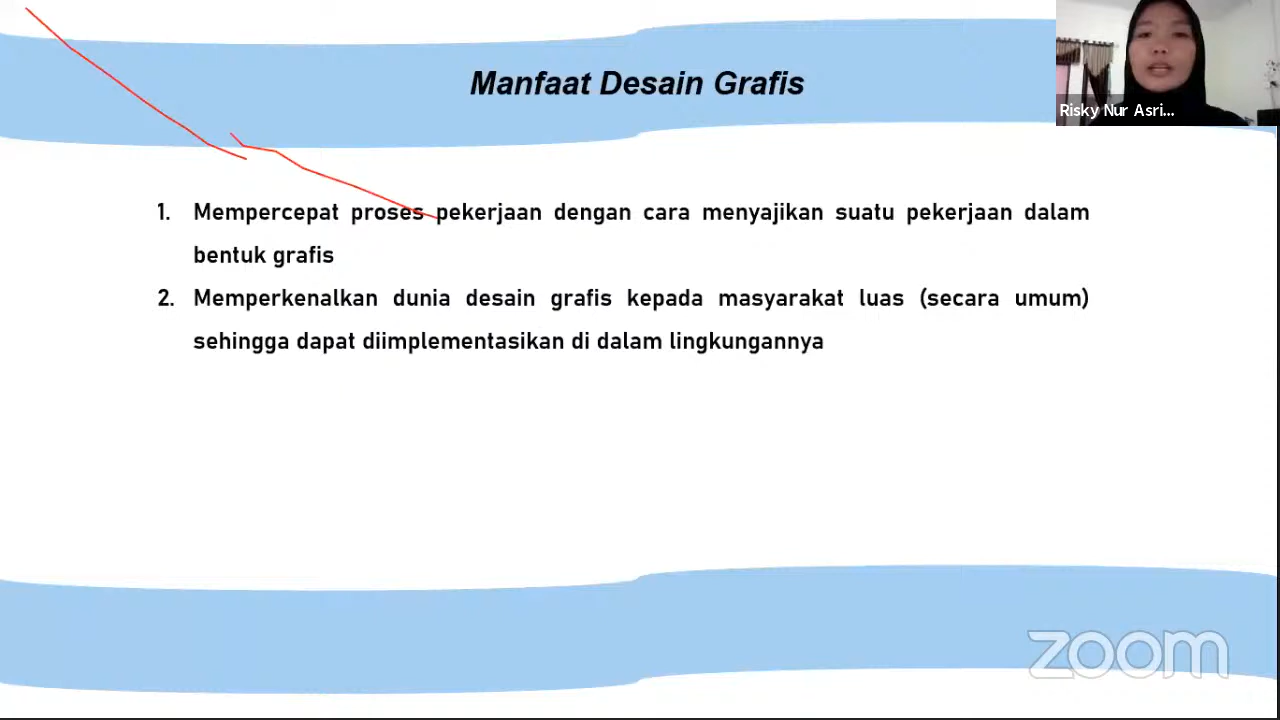 Manfaat Desain Grafis
Risky Nur Asri...
1. Mempercepat proses pekerjaan dengan cara menyajikan suatu pekerjaan dalam
bentuk grafis
2. Memperkenalkan dunia desain grafis kepada masyarakat luas (secara umum)
sehingga dapat diimplementasikan di dalam lingkungannya
zoom